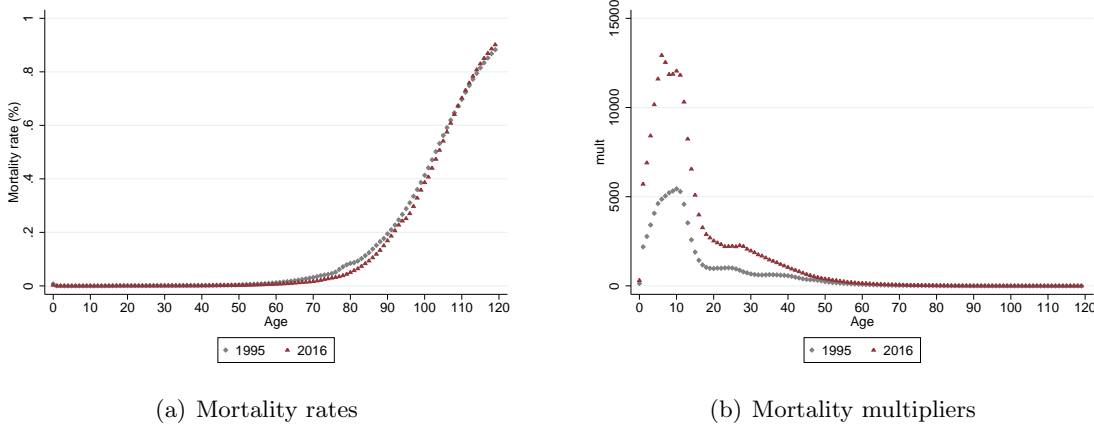 Mortality rate (%)
0 .2 .4 .6 .8 1
0 10 20 30 40 50 60 70 80 90 100 110 120
Age
1995 2016
(a) Mortality rates
mult
0 5000 10000 15000
0 10 20 30 40 50 60 70 80 90 100 110 120
Age
1995 2016
(b) Mortality multipliers